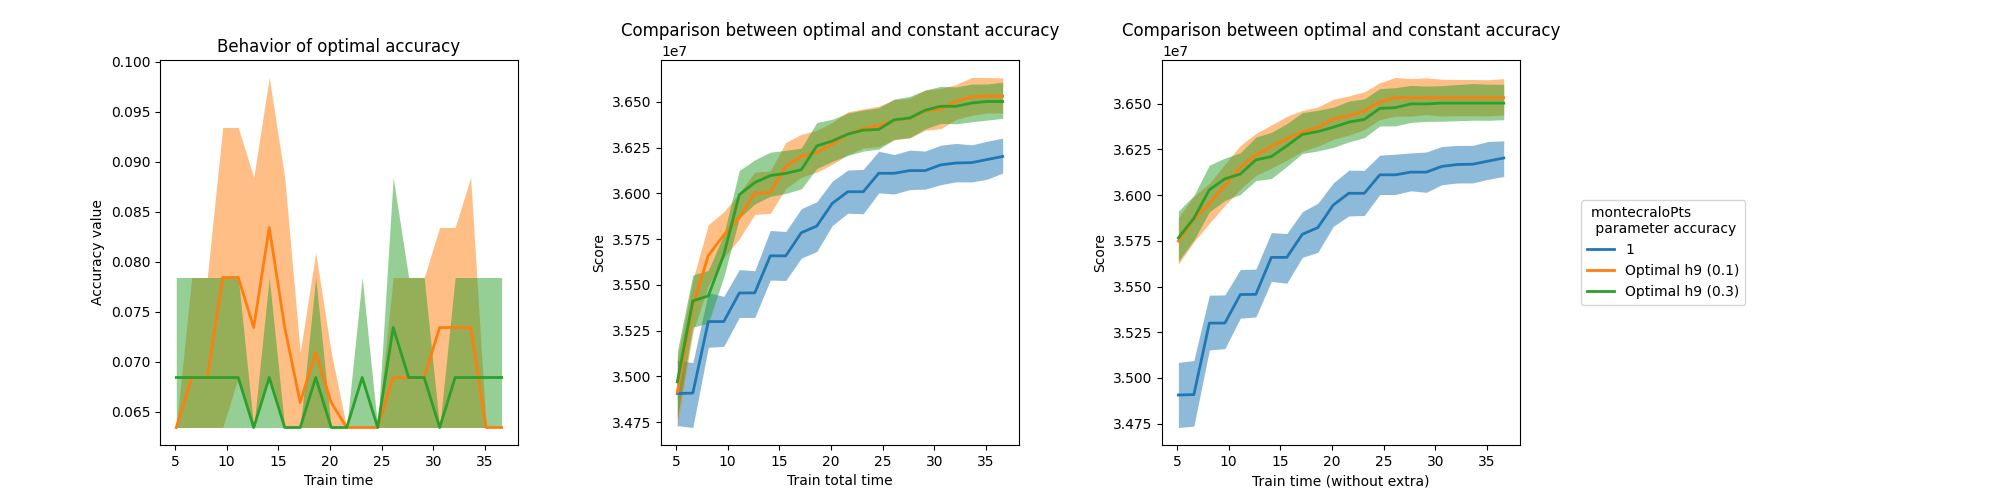 Behavior of optimal accuracy
0.100
0.095
0.090
0.085
0.080
0.075
0.070
0.065
Accuracy value
5 10 15 20 25 30 35
Train time
Comparison between optimal and constant accuracy
1e7
3.650
3.625
3.600
3.575
3.550
3.525
3.500
3.475
Score
5 10 15 20 25 30 35
Train total time
Comparison between optimal and constant accuracy
1e7
3.650
3.625
3.600
3.575
3.550
3.525
3.500
3.475
Score
5 10 15 20 25 30 35
Train time (without extra)
montecraloPts
parameter accuracy
1
Optimal h9 (0.1)
Optimal h9 (0.3)